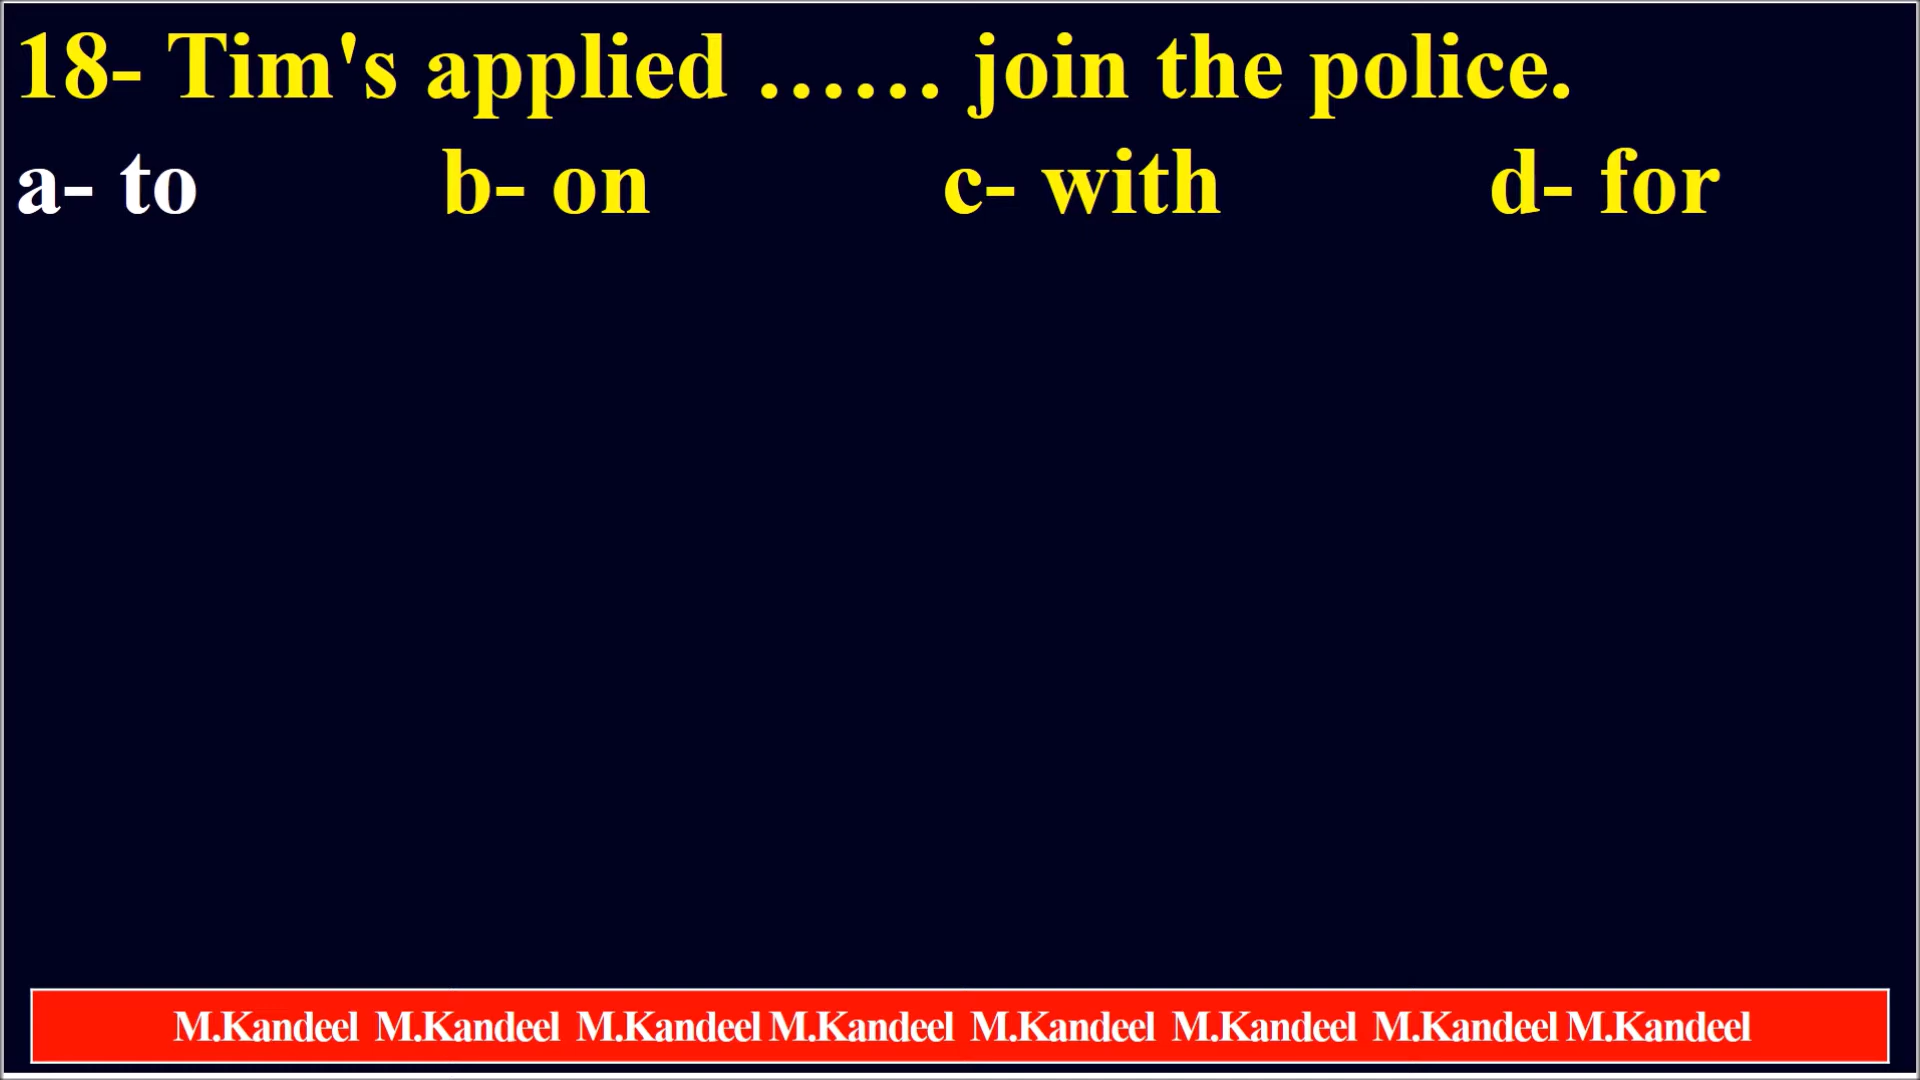 18- Tim's applied …… join the police.
a- to b- on c- with d- for
M.Kandeel M.Kandeel M.Kandeel M.Kandeel M.Kandeel M.Kandeel M.Kandeel M.Kandeel